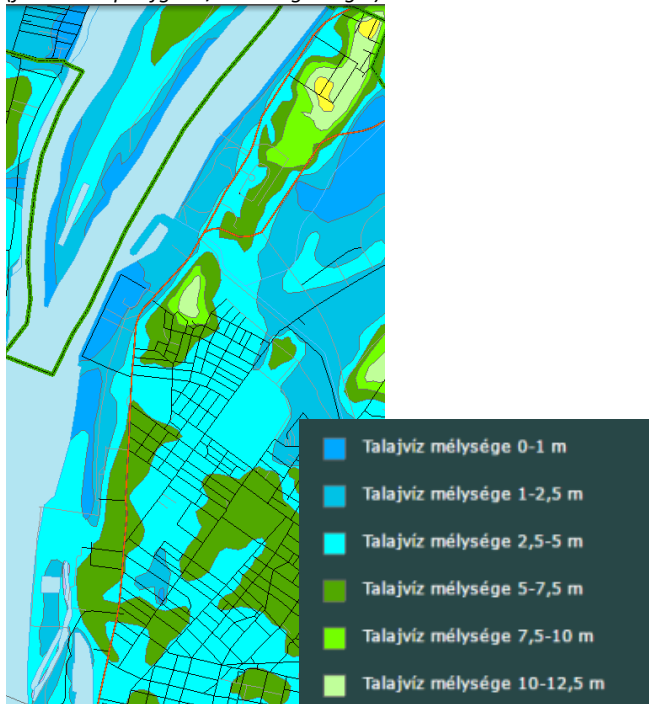 Talajvíz mélysége 0-1 m
Talajvíz mélysége 1-2,5 m
Talajvíz mélysége 2,5-5 m
Talajvíz mélysége 5-7,5 m
Talajvíz mélysége 7,5-10 m
Talajvíz mélysége 10-12,5 m